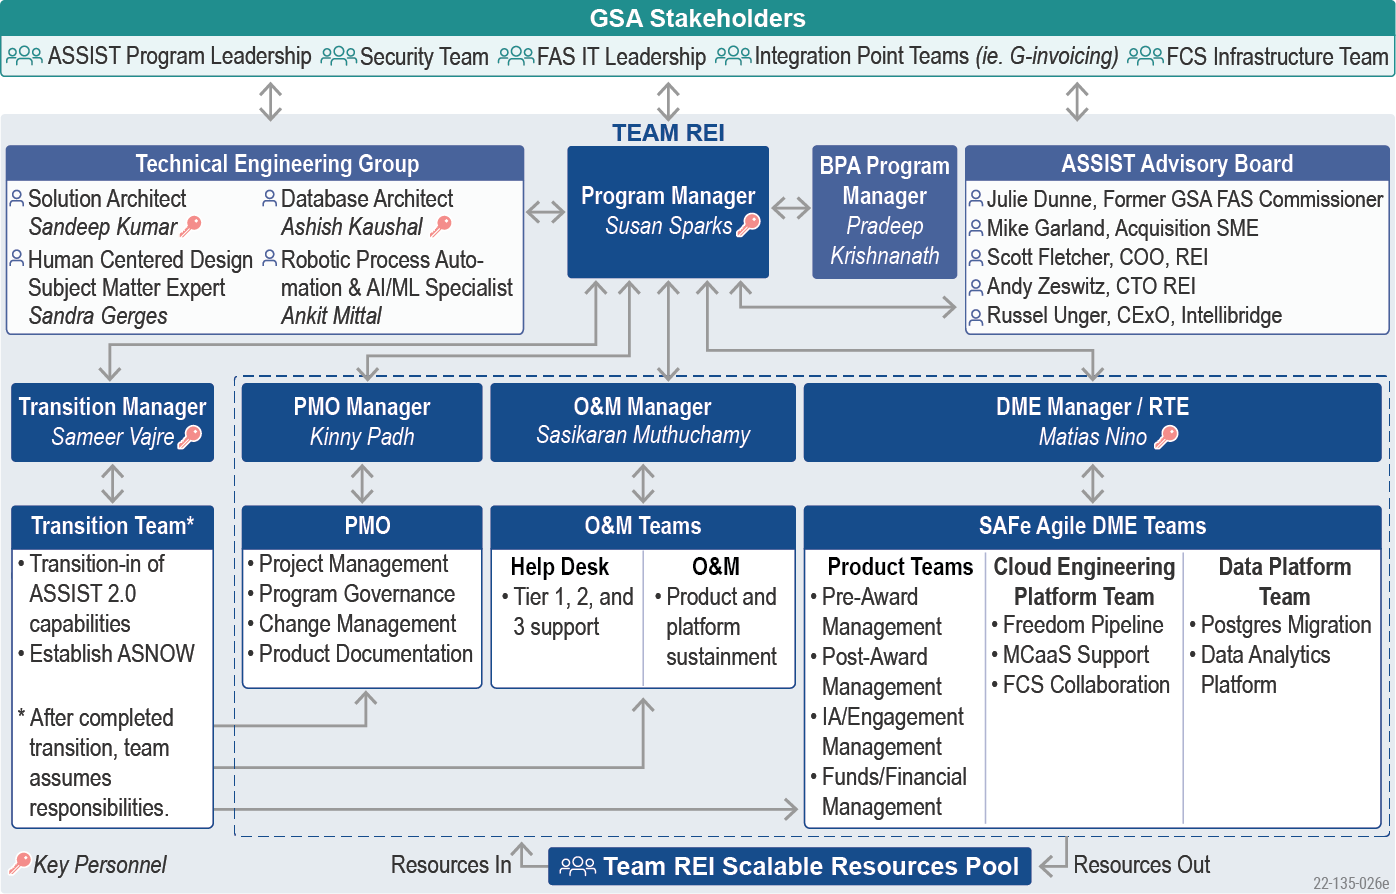 GSA Stakeholders
ASSIST Program Leadership Security Team FAS IT Leadership Integration Point Teams (ie. G-invoicing) FCS Infrastructure Team
TEAM REI
Technical Engineering Group
Solution Architect
Sandeep Kumar
Human Centered Design
Subject Matter Expert
Sandra Gerges
Database Architect
Ashish Kaushal
Robotic Process Auto-
mation & AI/ML Specialist
Ankit Mittal
Program Manager
Susan Sparks
BPA Program
Manager
Pradeep
Krishnanath
ASSIST Advisory Board
Julie Dunne, Former GSA FAS Commissioner
Mike Garland, Acquisition SME
Scott Fletcher, COO, REI
Andy Zeswitz, CTO REI
Russel Unger, CExO, Intellibridge
Transition Manager
Sameer Vajre
PMO Manager
Kinny Padh
O&M Manager
Sasikaran Muthuchamy
DME Manager / RTE
Matias Nino
Transition Team*
• Transition-in of
ASSIST 2.0
capabilities
• Establish ASNOW
* After completed
transition, team
assumes
responsibilities.
PMO
• Project Management
• Program Governance
• Change Management
• Product Documentation
O&M Teams
Help Desk
• Tier 1, 2, and
3 support
O&M
• Product and
platform
sustainment
SAFe Agile DME Teams
Product Teams
• Pre-Award
Management
• Post-Award
Management
• IA/Engagement
Management
• Funds/Financial
Management
Cloud Engineering
Platform Team
• Freedom Pipeline
• MCaaS Support
• FCS Collaboration
Data Platform
Team
• Postgres Migration
• Data Analytics
Platform
Key Personnel
Resources In
Team REI Scalable Resources Pool
Resources Out
22-135-026e